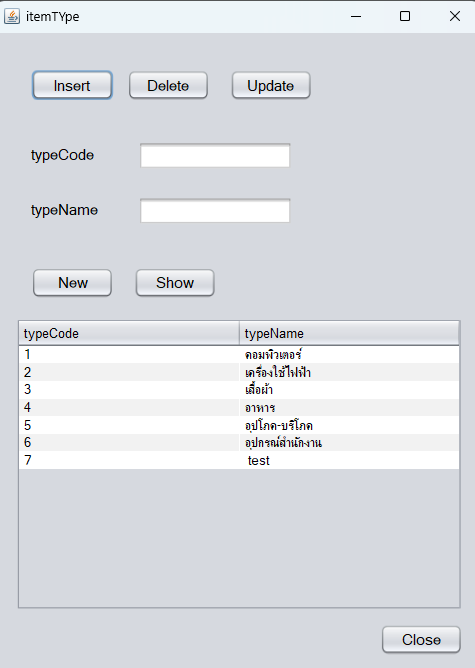 itemTYpe
Insert Delete Update
typeCode
typeName
New Show
typeCode typeName
1 คอมพิวเตอร์
2 เครื่องใช้ไฟฟ้า
3 เสื้อผ้า
4 อาหาร
5 อุปโภค-บริโภค
6 อุปกรณ์สำนักงาน
7 test
Close